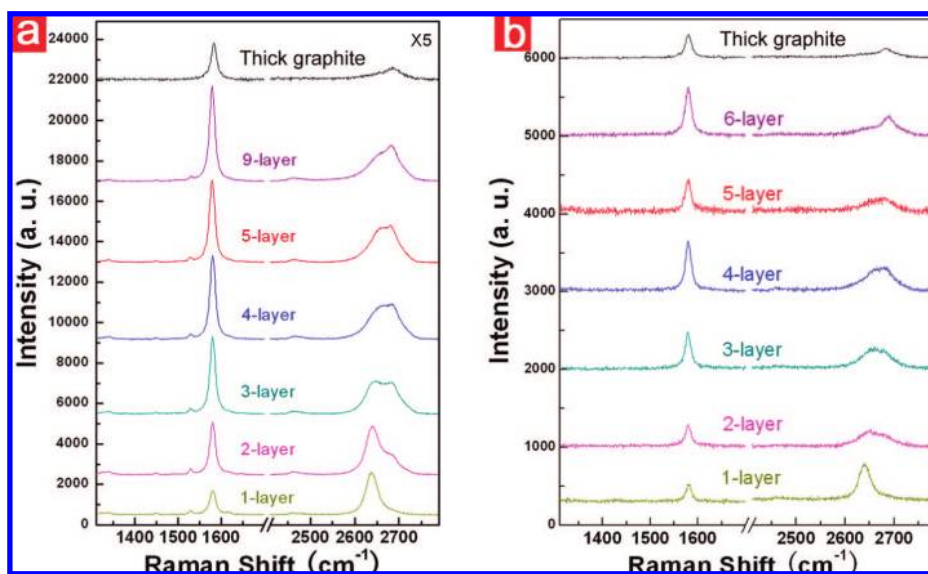 a
X5
Thick graphite
9-layer
5-layer
4-layer
3-layer
2-layer
1-layer
24000
22000
20000
18000
16000
14000
12000
10000
8000
6000
4000
2000
0
Intensity (a. u.)
1400
1600
2500
2600
2700
Raman Shift (cm⁻¹)
b
Thick graphite
6-layer
5-layer
4-layer
3-layer
2-layer
1-layer
6000
5000
4000
3000
2000
1000
0
Intensity (a. u.)
1400
1600
2500
2600
2700
Raman Shift (cm⁻¹)